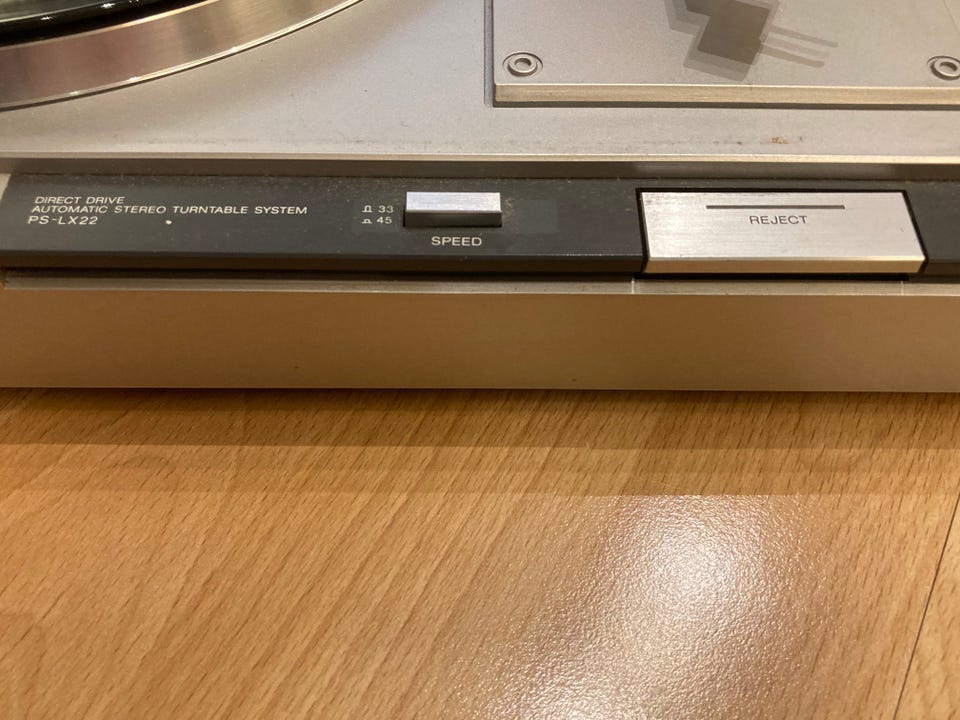 DIRECT DRIVE
AUTOMATIC STEREO TURNTABLE SYSTEM
PS-LX22
33
45
SPEED
REJECT